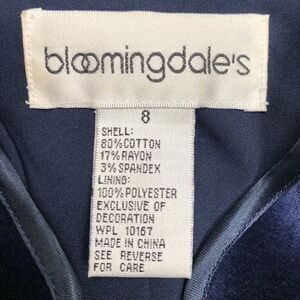 bloomingdale's
8
SHELL:
80%COTTON
17%RAYON
3%SPANDEX
LINING:
100%POLYESTER
EXCLUSIVE OF
DECORATION
WPL 10167
MADE IN CHINA
SEE REVERSE
FOR CARE